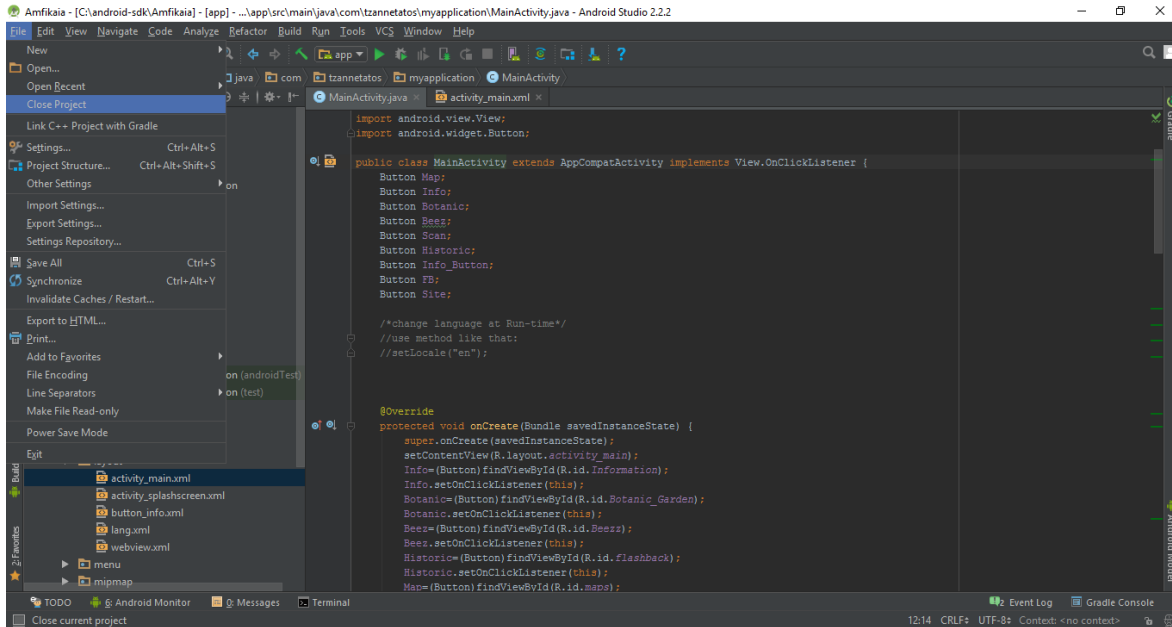 Amfikaia - [C:\android-sdk\Amfikaia] - [app] - ...\app\src\main\java\com\tzannetatos\myapplication\MainActivity.java - Android Studio 2.2.2
File Edit View Navigate Code Analyze Refactor Build Run Tools VCS Window Help
app
java com tzannetatos myapplication MainActivity
MainActivity.java activity_main.xml
New
Open...
Open Recent
Close Project
Link C++ Project with Gradle
Settings... Ctrl+Alt+S
Project Structure... Ctrl+Alt+Shift+S
Other Settings
Import Settings...
Export Settings...
Settings Repository...
Save All Ctrl+S
Synchronize Ctrl+Alt+Y
Invalidate Caches / Restart...
Export to HTML...
Print...
Add to Favorites
File Encoding
Line Separators
Make File Read-only
Power Save Mode
Exit
on
on (androidTest)
on (test)
activity_main.xml
activity_splashscreen.xml
button_info.xml
lang.xml
webview.xml
menu
mipmap
Build
2: Favorites
import android.view.View;
import android.widget.Button;
public class MainActivity extends AppCompatActivity implements View.OnClickListener {
Button Map;
Button Info;
Button Botanic;
Button Beez;
Button Scan;
Button Historic;
Button Info_Button;
Button FB;
Button Site;
/*change language at Run-time*/
//use method like that:
//setLocale("en");
@Override
protected void onCreate(Bundle savedInstanceState) {
super.onCreate(savedInstanceState);
setContentView(R.layout.activity_main);
Info=(Button)findViewById(R.id.Information);
Info.setOnClickListener(this);
Botanic=(Button)findViewById(R.id.Botanic_Garden);
Botanic.setOnClickListener(this);
Beez=(Button)findViewById(R.id.Beezz);
Beez.setOnClickListener(this);
Historic=(Button)findViewById(R.id.flashback);
Historic.setOnClickListener(this);
Map=(Button)findViewById(R.id.maps);
Gradle
Android Model
TODO 6: Android Monitor 0: Messages Terminal 2 Event Log Gradle Console
Close current project 12:14 CRLF UTF-8 Context: <no context>